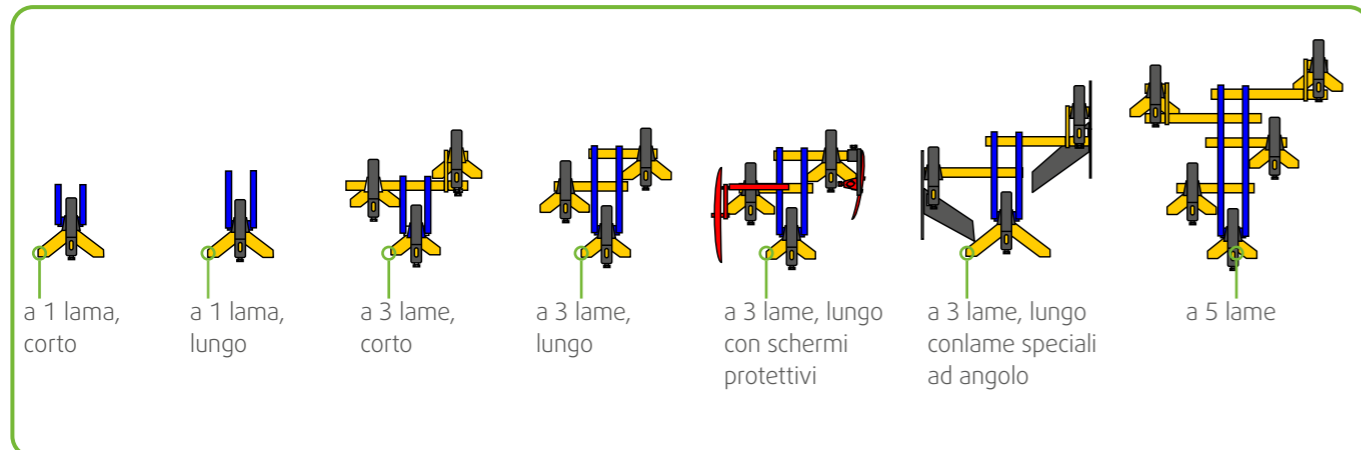 a 1 lama,
corto
a 1 lama,
lungo
a 3 lame,
corto
a 3 lame,
lungo
a 3 lame, lungo
con schermi
protettivi
a 3 lame, lungo
conlame speciali
ad angolo
a 5 lame